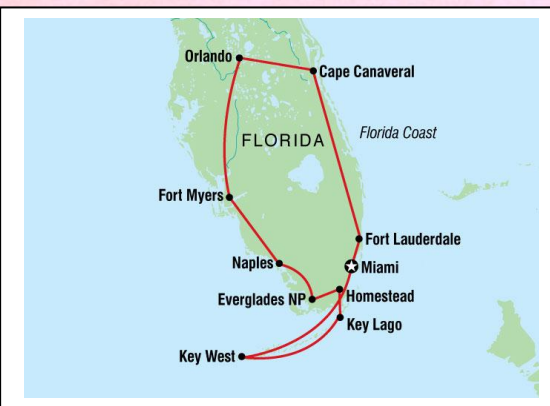 Orlando
Cape Canaveral
Florida Coast
FLORIDA
Fort Myers
Fort Lauderdale
Naples
Miami
Everglades NP
Homestead
Key Lago
Key West